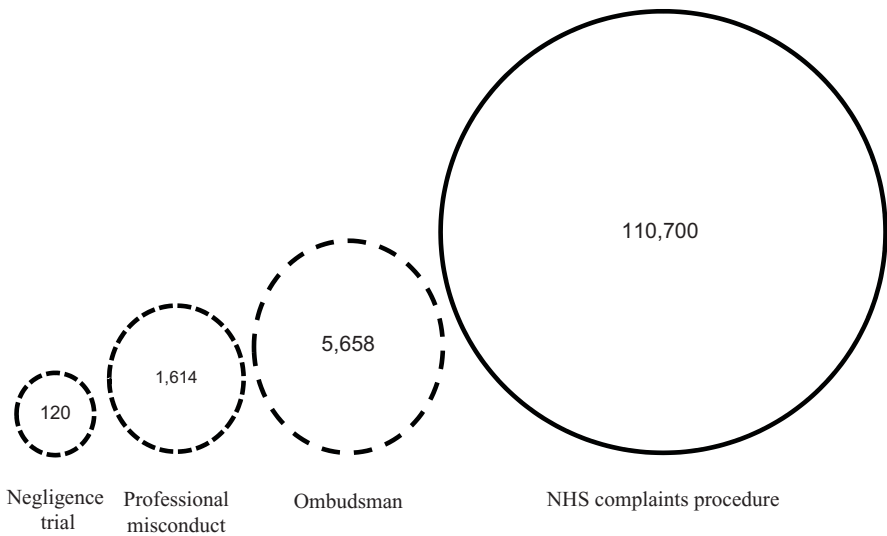 110,700
5,658
1,614
120
Negligence
trial
Professional
misconduct
Ombudsman
NHS complaints procedure